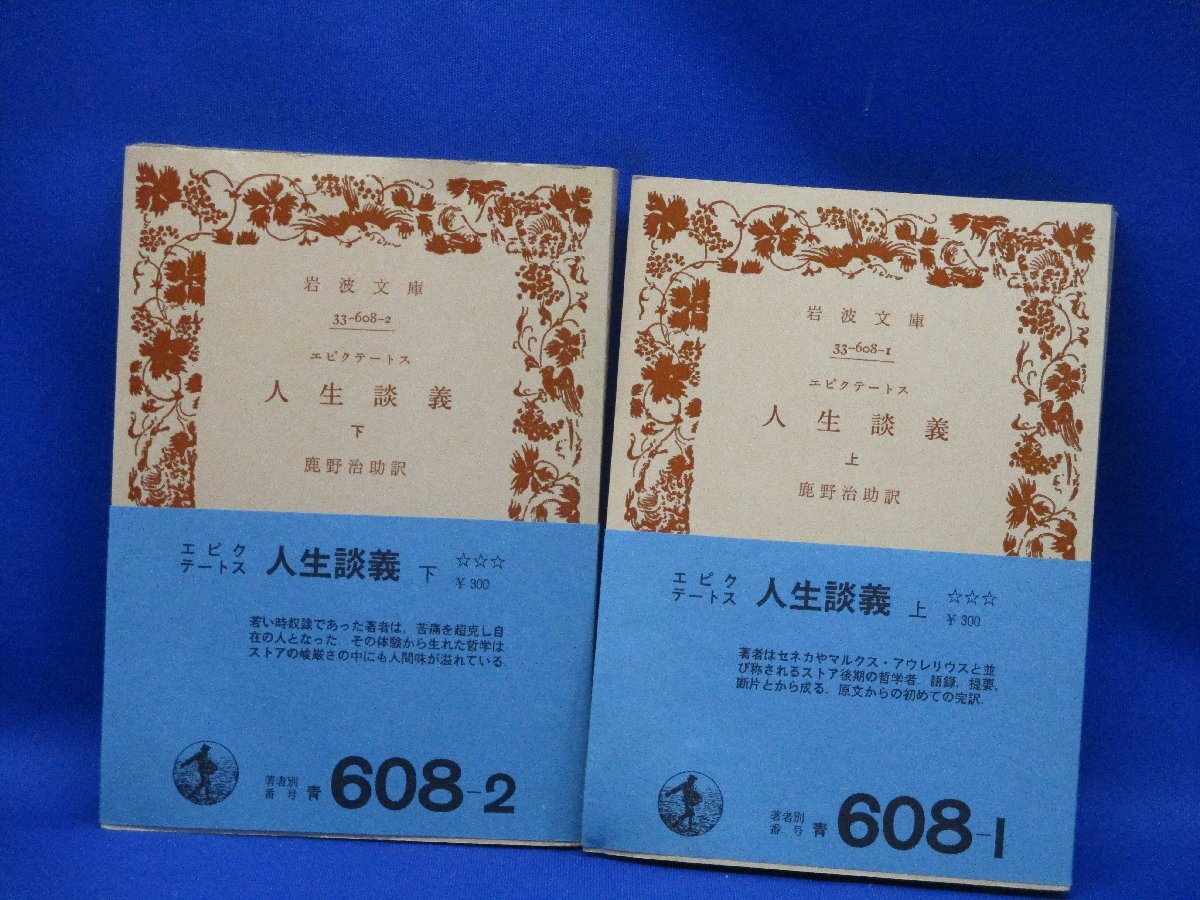 岩波文庫
33-608-2
エピクテートス
人生談義
下
鹿野治助訳
エピク
テートス
人生談義 下
☆☆☆
￥300
若い時奴隷であった著者は，苦痛を超克し自
在の人となった．その体験から生れた哲学は
ストアの峻厳さの中にも人間味が溢れている．
著者別
番号
青 608-2
岩波文庫
33-608-1
エピクテートス
人生談義
上
鹿野治助訳
エピク
テートス
人生談義 上
☆☆☆
￥300
著者はセネカやマルクス・アウレリウスと並
び称されるストア後期の哲学者．語録，提要，
断片とから成る．原文からの初めての完訳．
著者別
番号
青 608-1